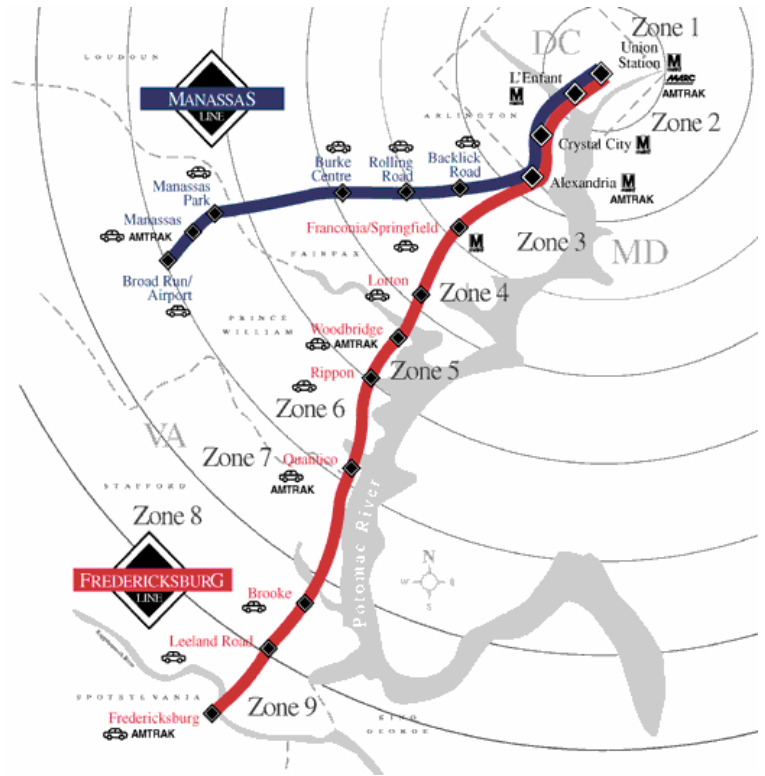 Zone 1
DC
Union
Station
M
MARC
AMTRAK
L'Enfant
M
LOUDOUN
MANASSAS
LINE
ARLINGTON
Zone 2
Crystal City
M
Burke
Centre
Rolling
Road
Backlick
Road
Alexandria
M
AMTRAK
Manassas
Park
Manassas
AMTRAK
Franconia/Springfield
M
Zone 3
MD
FAIRFAX
Broad Run/
Airport
Lorton
Zone 4
PRINCE
WILLIAM
Woodbridge
AMTRAK
Rippon
Zone 5
Zone 6
VA
Zone 7
Quantico
AMTRAK
STAFFORD
Zone 8
Potomac River
N
W
E
S
FREDERICKSBURG
LINE
Brooke
Leeland Road
SPOTSYLVANIA
Fredericksburg
AMTRAK
Zone 9
KING
GEORGE